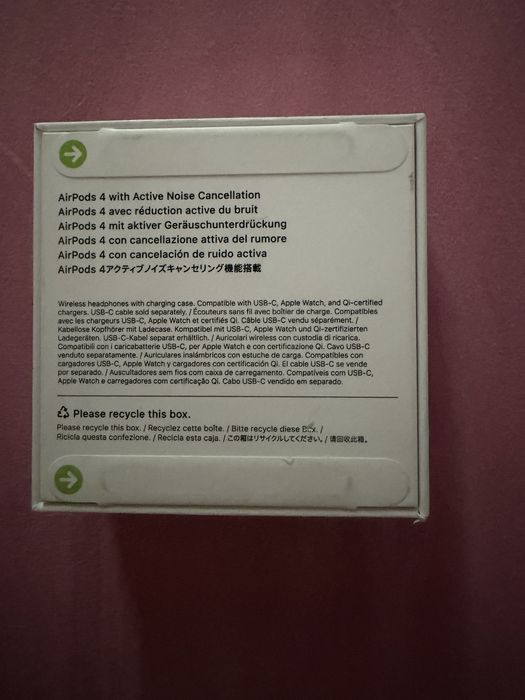 AirPods 4 with Active Noise Cancellation
AirPods 4 avec réduction active du bruit
AirPods 4 mit aktiver Geräuschunterdrückung
AirPods 4 con cancellazione attiva del rumore
AirPods 4 con cancelación de ruido activa
AirPods 4アクティブノイズキャンセリング機能搭載
Wireless headphones with charging case. Compatible with USB-C, Apple Watch, and Qi-certified
chargers. USB-C cable sold separately. / Écouteurs sans fil avec boîtier de charge. Compatibles
avec les chargeurs USB-C, Apple Watch et certifiés Qi. Câble USB-C vendu séparément. /
Kabellose Kopfhörer mit Ladecase. Kompatibel mit USB-C, Apple Watch und Qi-zertifizierten
Ladegeräten. USB-C-Kabel separat erhältlich. / Auricolari wireless con custodia di ricarica.
Compatibili con i caricabatterie USB-C, per Apple Watch e con certificazione Qi. Cavo USB-C
venduto separatamente. / Auriculares inalámbricos con estuche de carga. Compatibles con
cargadores USB-C, Apple Watch y cargadores con certificación Qi. El cable USB-C se vende
por separado. / Auscultadores sem fios com caixa de carregamento. Compatíveis com USB-C,
Apple Watch e carregadores com certificação Qi. Cabo USB-C vendido em separado.
Please recycle this box.
Please recycle this box. / Recyclez cette boîte. / Bitte recycle diese Box. /
Ricicla questa confezione. / Recicla esta caja. / この箱はリサイクルしてください。/ 请回收此箱。